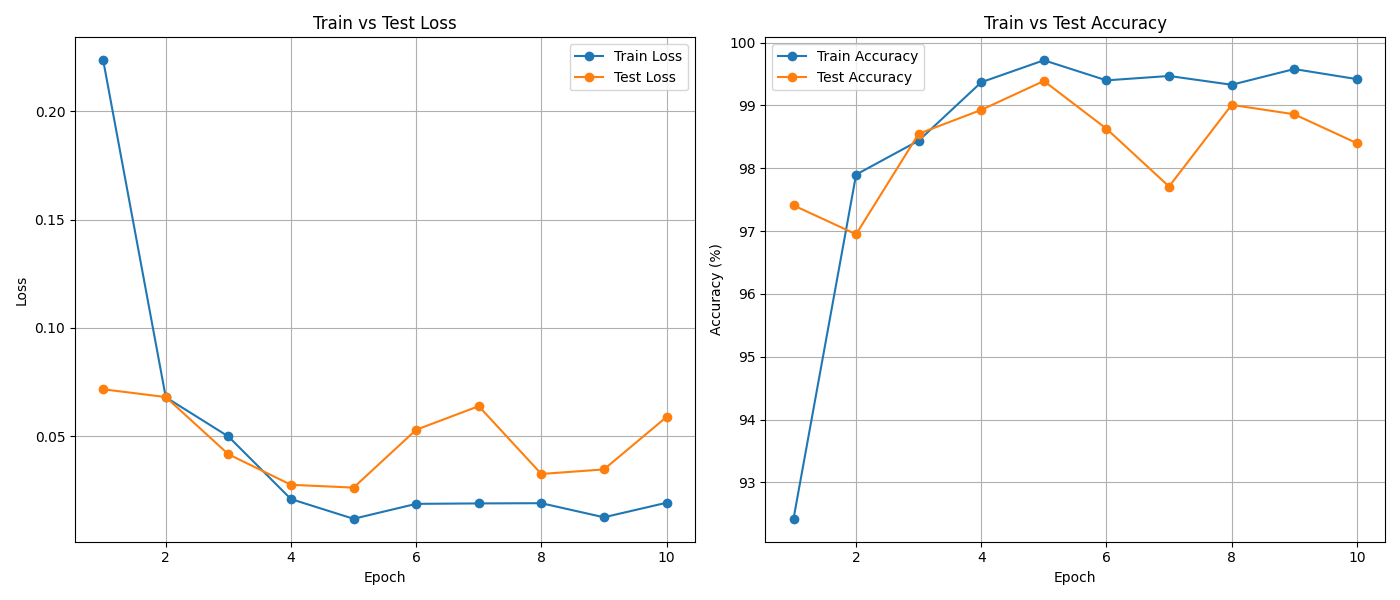 Train vs Test Loss
Train Loss
Test Loss
0.20
0.15
0.10
0.05
Loss
2 4 6 8 10
Epoch
Train vs Test Accuracy
Train Accuracy
Test Accuracy
100
99
98
97
96
95
94
93
Accuracy (%)
2 4 6 8 10
Epoch